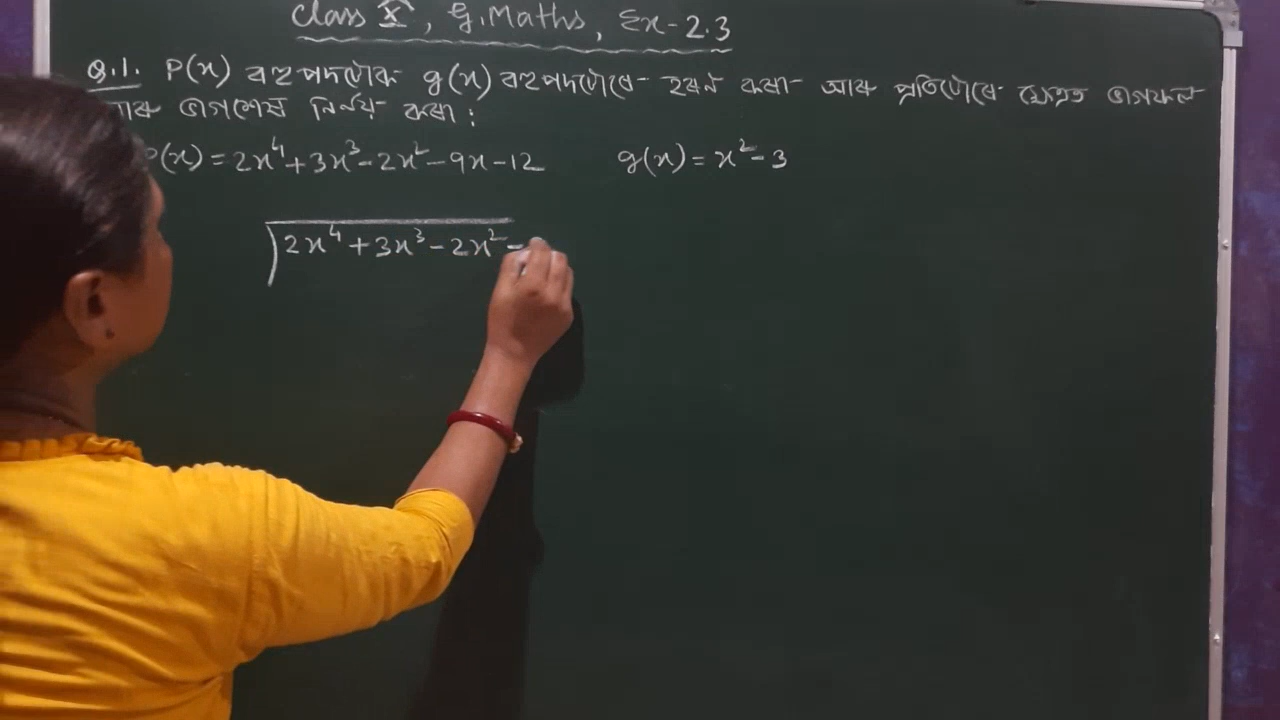 Class X, G.Maths, Ex-2.3
Q.1. P(x) বহুপদটোক g(x) বহুপদটোৰে হৰণ কৰা আৰু প্ৰতিটোৰে ক্ষেত্ৰত ভাগফল
আৰু ভাগশেষ নিৰ্নয় কৰা:
P(x) = 2x⁴+3x³-2x²-9x-12 g(x) = x²-3
2x⁴+3x³-2x²-